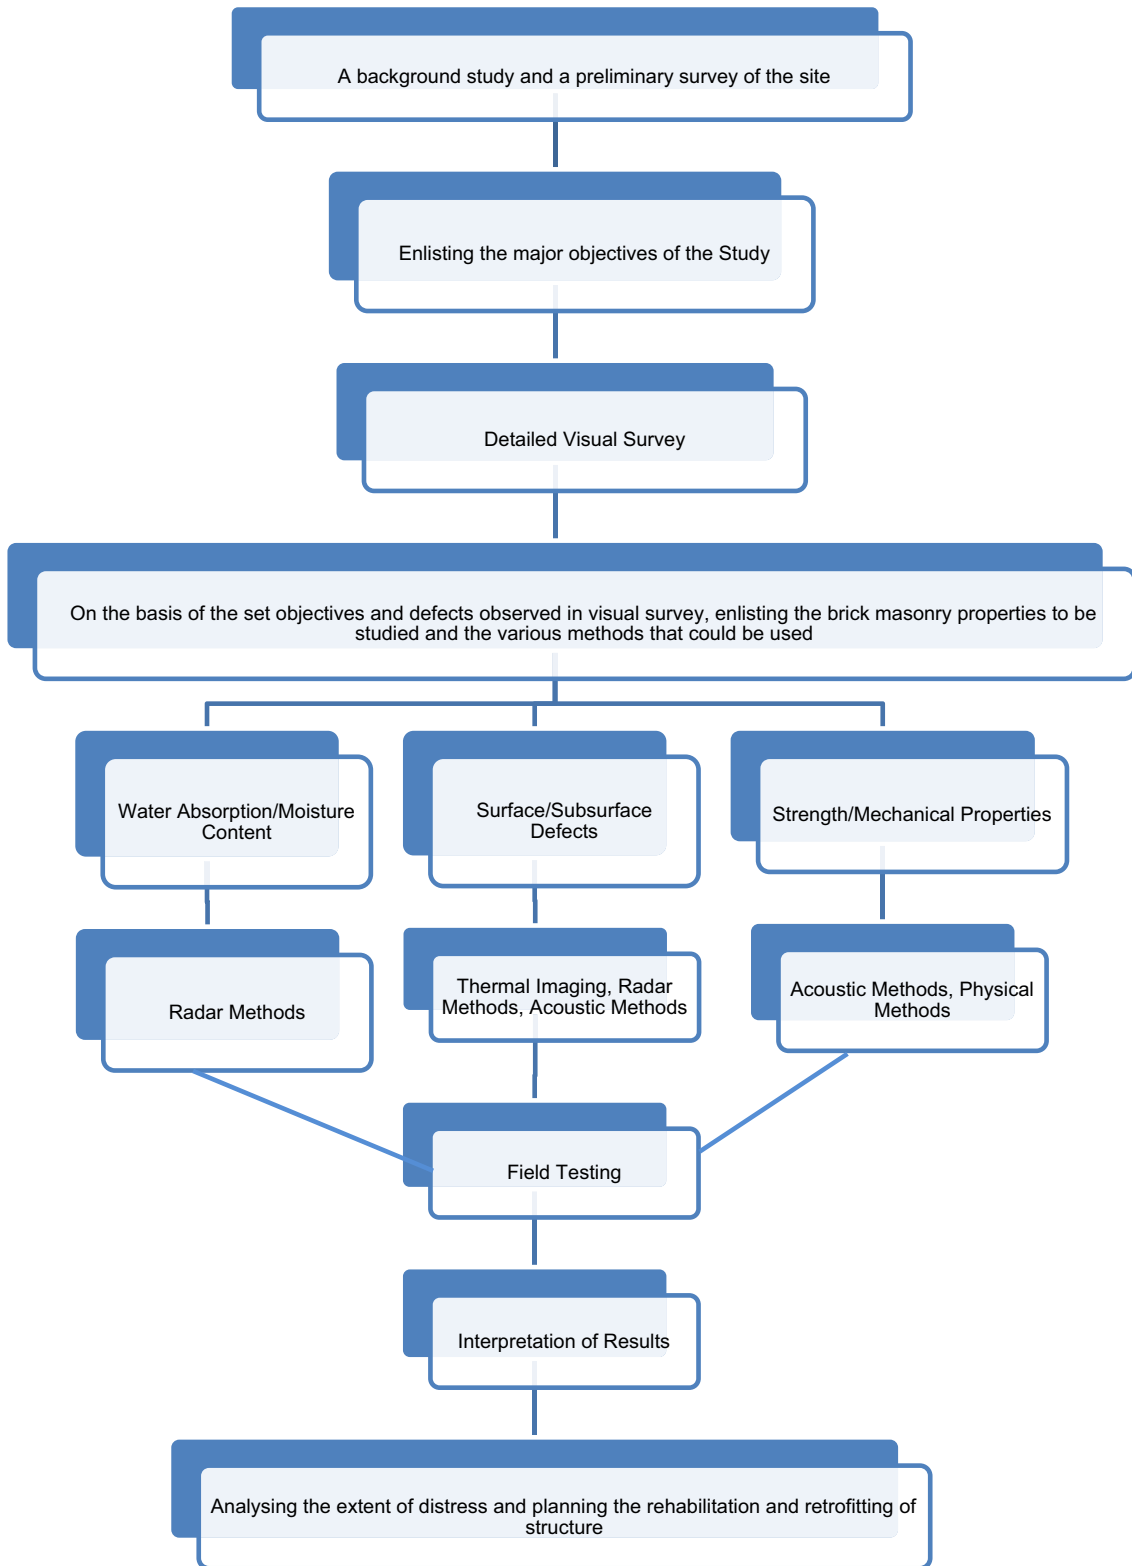 A background study and a preliminary survey of the site
Enlisting the major objectives of the Study
Detailed Visual Survey
On the basis of the set objectives and defects observed in visual survey, enlisting the brick masonry properties to be
studied and the various methods that could be used
Water Absorption/Moisture
Content
Surface/Subsurface
Defects
Strength/Mechanical Properties
Radar Methods
Thermal Imaging, Radar
Methods, Acoustic Methods
Acoustic Methods, Physical
Methods
Field Testing
Interpretation of Results
Analysing the extent of distress and planning the rehabilitation and retrofitting of
structure